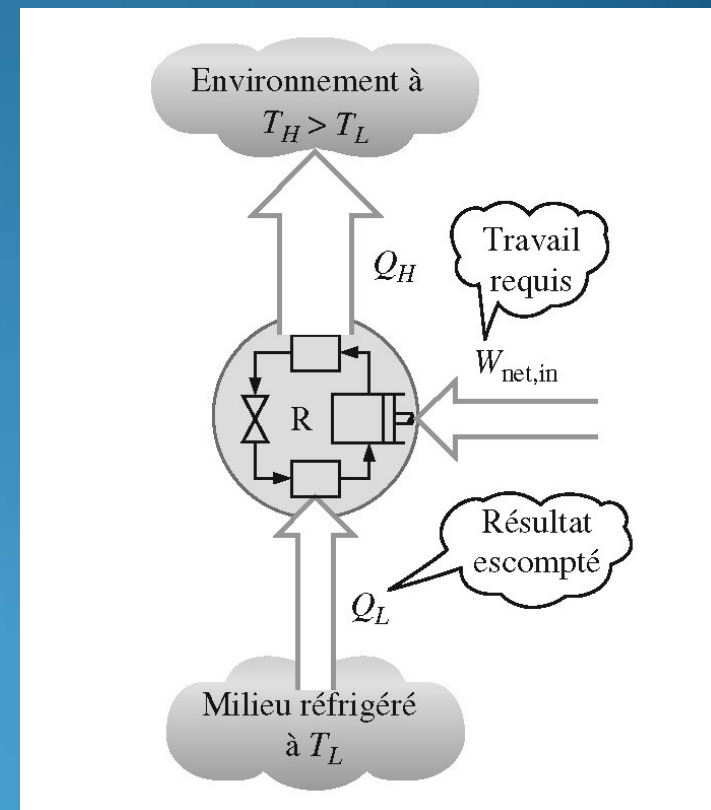 Environnement à
T_H > T_L
Q_H
Travail
requis
W_net,in
R
Résultat
escompté
Q_L
Milieu réfrigéré
à T_L